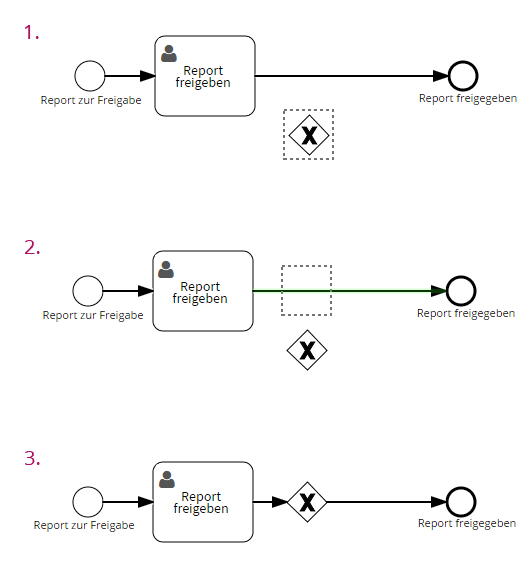 1.
Report
freigeben
Report zur Freigabe
Report freigegeben
X
2.
Report
freigeben
Report zur Freigabe
Report freigegeben
X
3.
Report
freigeben
X
Report zur Freigabe
Report freigegeben